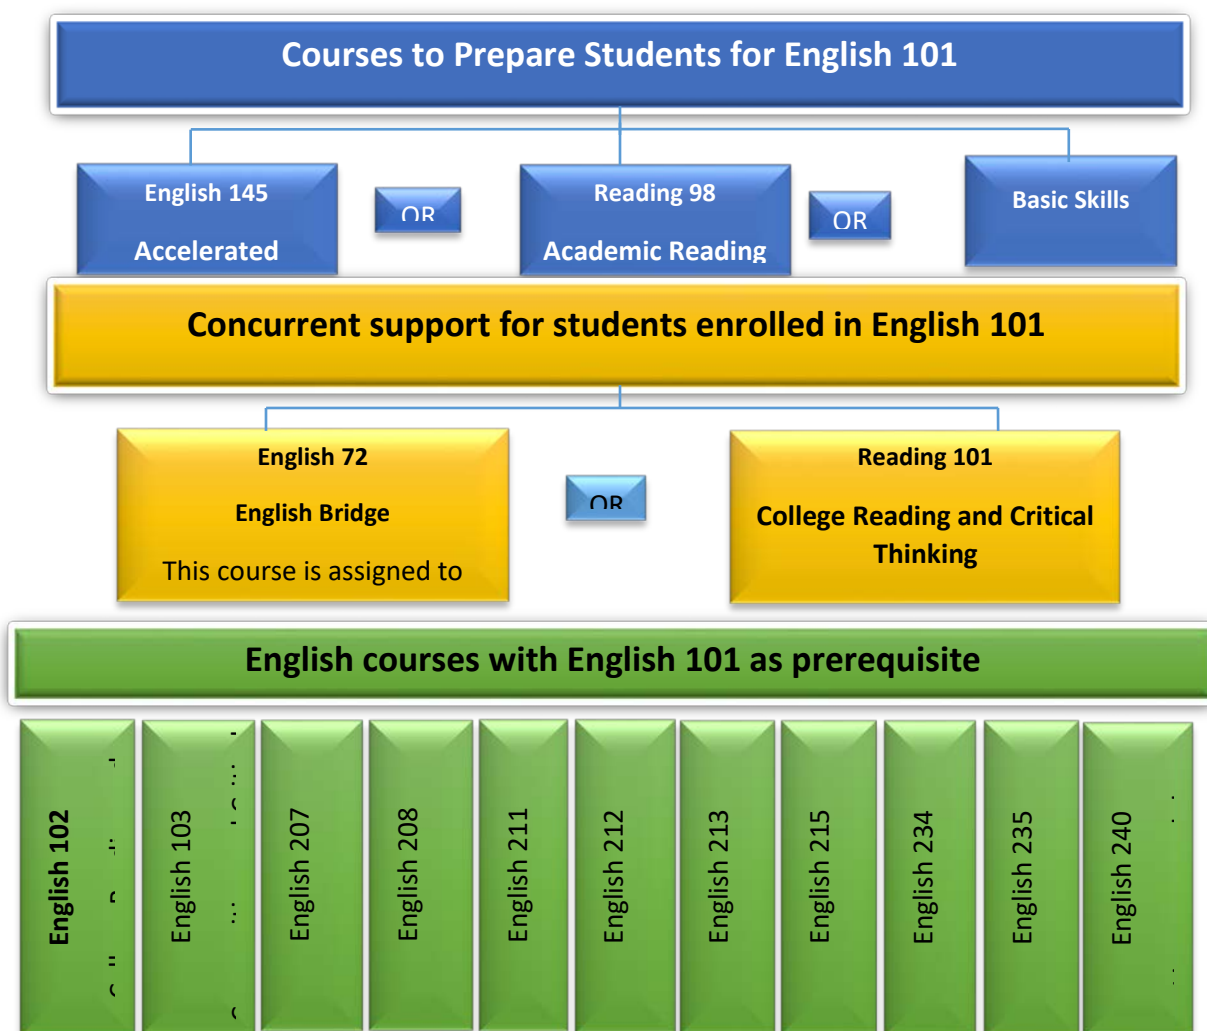 Courses to Prepare Students for English 101
English 145
Accelerated
OR
Reading 98
Academic Reading
OR
Basic Skills
Concurrent support for students enrolled in English 101
English 72
English Bridge
This course is assigned to
OR
Reading 101
College Reading and Critical
Thinking
English courses with English 101 as prerequisite
English 102
English 103
English 207
English 208
English 211
English 212
English 213
English 215
English 234
English 235
English 240